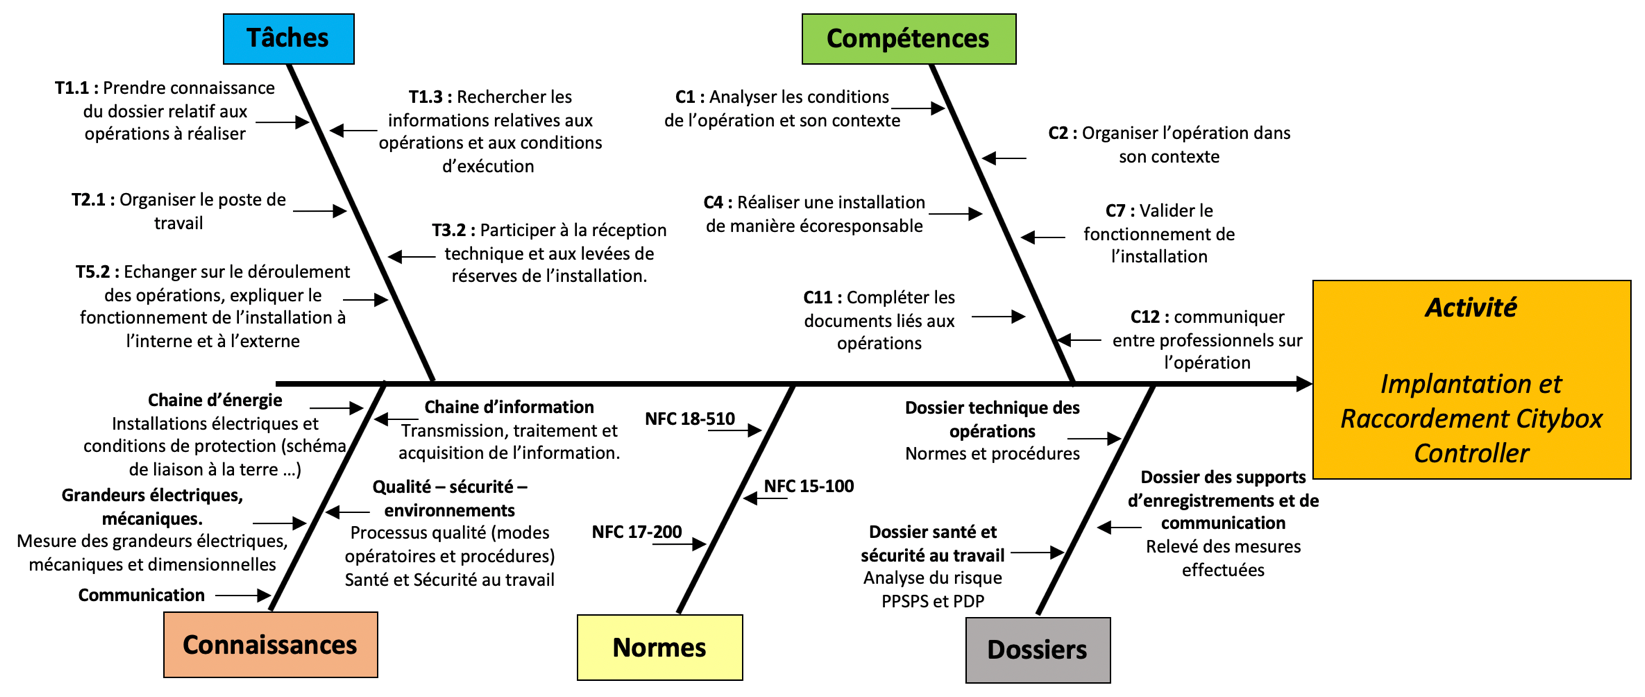 Tâches
T1.1 : Prendre connaissance
du dossier relatif aux
opérations à réaliser
T1.3 : Rechercher les
informations relatives aux
opérations et aux conditions
d'exécution
T2.1 : Organiser le poste de
travail
T3.2 : Participer à la réception
technique et aux levées de
réserves de l'installation.
T5.2 : Echanger sur le déroulement
des opérations, expliquer le
fonctionnement de l'installation à
l'interne et à l'externe
Compétences
C1 : Analyser les conditions
de l'opération et son contexte
C2 : Organiser l'opération dans
son contexte
C4 : Réaliser une installation
de manière écoresponsable
C7 : Valider le
fonctionnement de
l'installation
C11 : Compléter les
documents liés aux
opérations
C12 : communiquer
entre professionnels sur
l'opération
Activité
Implantation et
Raccordement Citybox
Controller
Chaine d'énergie
Installations électriques et
conditions de protection (schéma
de liaison à la terre …)
Chaine d'information
Transmission, traitement et
acquisition de l'information.
Grandeurs électriques,
mécaniques.
Mesure des grandeurs électriques,
mécaniques et dimensionnelles
Qualité – sécurité –
environnements
Processus qualité (modes
opératoires et procédures)
Santé et Sécurité au travail
Communication
Connaissances
NFC 18-510
NFC 15-100
NFC 17-200
Normes
Dossier technique des
opérations
Normes et procédures
Dossier des supports
d'enregistrements et de
communication
Relevé des mesures
effectuées
Dossier santé et
sécurité au travail
Analyse du risque
PPSPS et PDP
Dossiers